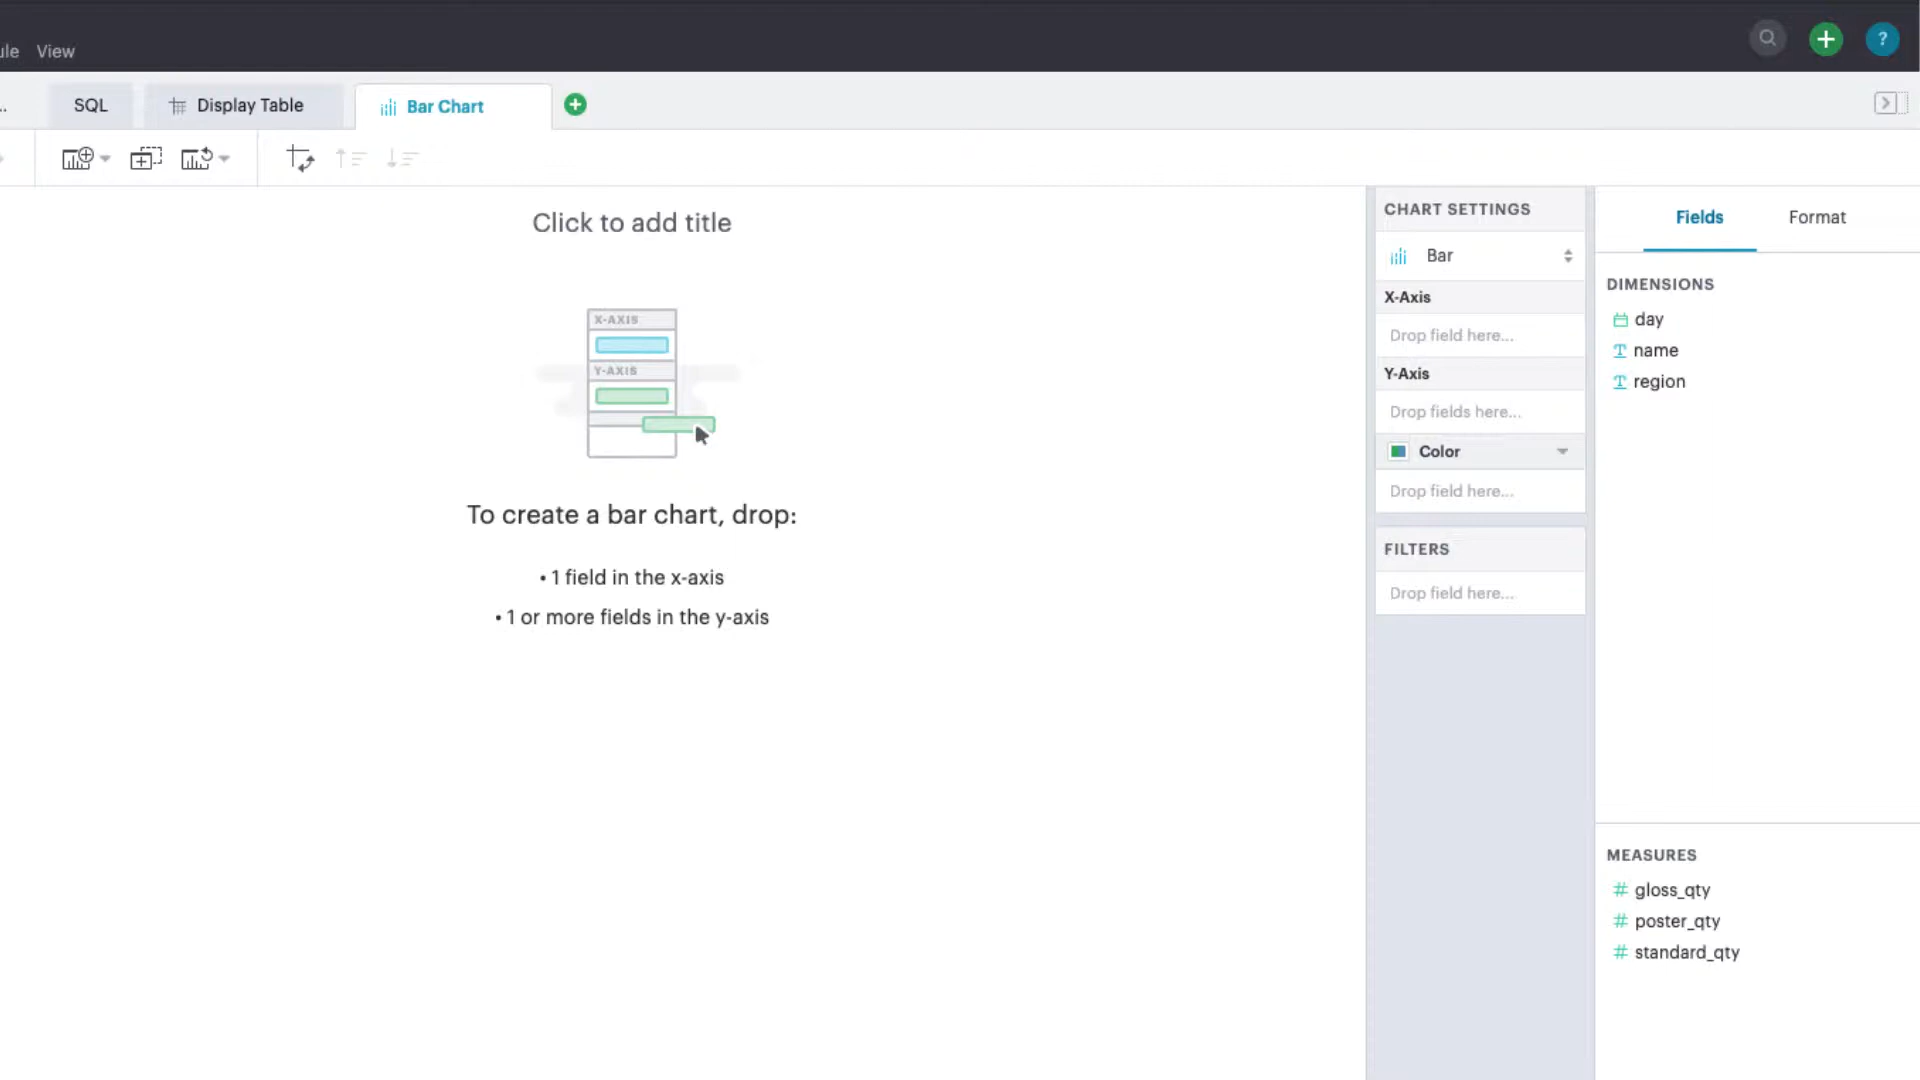 View
SQL
Display Table
Bar Chart
Click to add title
X-AXIS
Y-AXIS
To create a bar chart, drop:
• 1 field in the x-axis
• 1 or more fields in the y-axis
CHART SETTINGS
Bar
X-Axis
Drop field here...
Y-Axis
Drop fields here...
Color
Drop field here...
FILTERS
Drop field here...
Fields
Format
DIMENSIONS
day
name
region
MEASURES
# gloss_qty
# poster_qty
# standard_qty